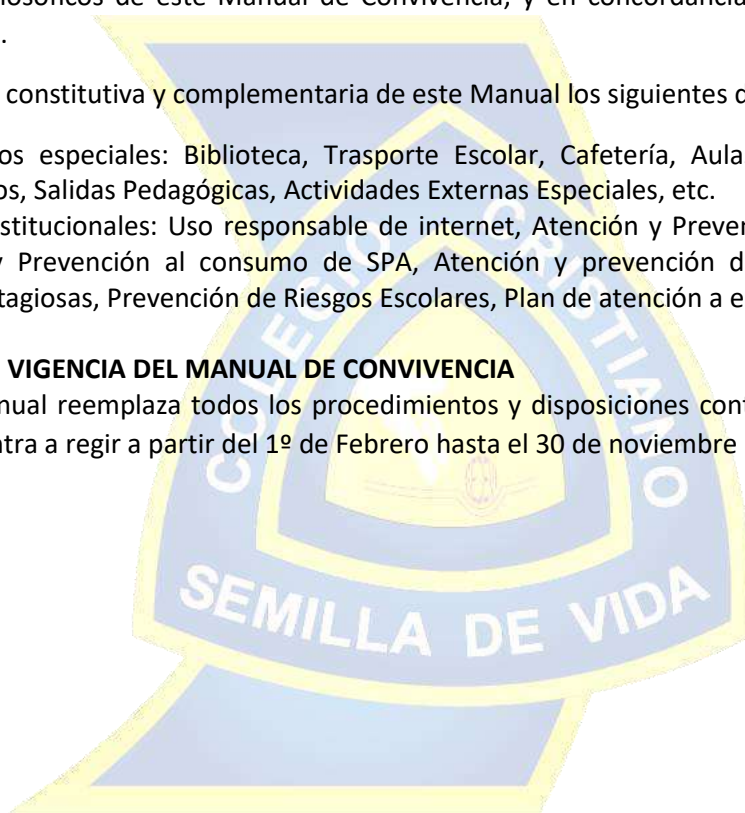 losóficos de este Manual de Convivencia, y en concordancia
.
constitutiva y complementaria de este Manual los siguientes
os especiales: Biblioteca, Trasporte Escolar, Cafetería, Aulas
os, Salidas Pedagógicas, Actividades Externas Especiales, etc.
stitucionales: Uso responsable de internet, Atención y Preven
y Prevención al consumo de SPA, Atención y prevención d
tagiosas, Prevención de Riesgos Escolares, Plan de atención a e
VIGENCIA DEL MANUAL DE CONVIVENCIA
nual reemplaza todos los procedimientos y disposiciones cont
ntra a regir a partir del 1º de Febrero hasta el 30 de noviembre
COLEGIO CRISTIANO
SEMILLA DE VIDA